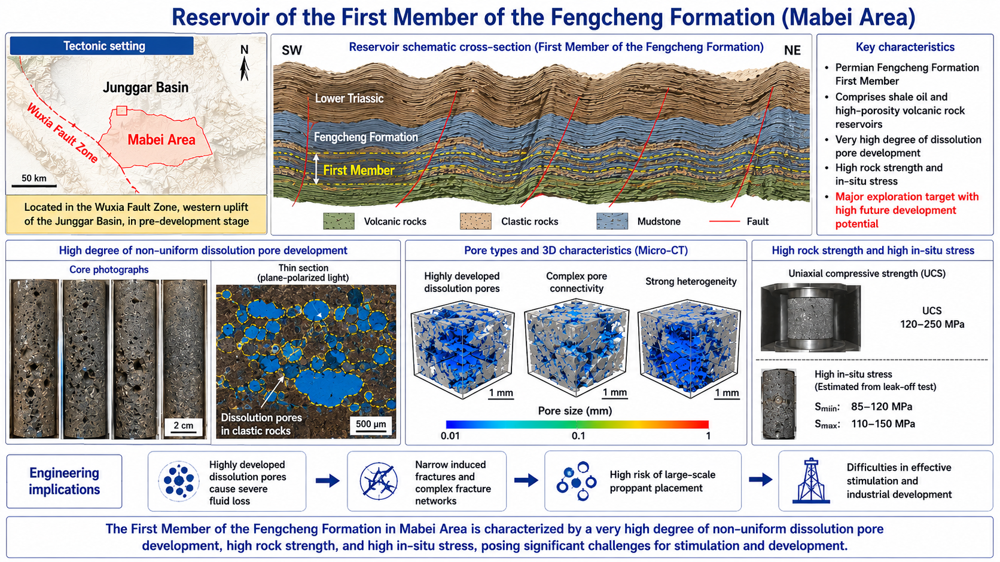 Reservoir of the First Member of the Fengcheng Formation (Mabei Area)
Tectonic setting
N
Junggar Basin
Wuxia Fault Zone
Mabei Area
50 km
Located in the Wuxia Fault Zone, western uplift
of the Junggar Basin, in pre-development stage
SW
Reservoir schematic cross-section (First Member of the Fengcheng Formation)
NE
Lower Triassic
Fengcheng Formation
First Member
Volcanic rocks
Clastic rocks
Mudstone
Fault
Key characteristics
• Permian Fengcheng Formation
First Member
• Comprises shale oil and
high-porosity volcanic rock
reservoirs
• Very high degree of dissolution
pore development
• High rock strength and
in-situ stress
• Major exploration target with
high future development
potential
High degree of non-uniform dissolution pore development
Core photographs
2 cm
Thin section
(plane-polarized light)
Dissolution pores
in clastic rocks
500 µm
Pore types and 3D characteristics (Micro-CT)
Highly developed
dissolution pores
Complex pore
connectivity
Strong heterogeneity
1 mm
1 mm
1 mm
Pore size (mm)
0.01
0.1
1
High rock strength and high in-situ stress
Uniaxial compressive strength (UCS)
UCS
120–250 MPa
High in-situ stress
(Estimated from leak-off test)
Smiín: 85–120 MPa
Smax: 110–150 MPa
Engineering
implications
Highly developed
dissolution pores
cause severe
fluid loss
Narrow induced
fractures and
complex fracture
networks
High risk of large-scale
proppant placement
Difficulties in effective
stimulation and
industrial development
The First Member of the Fengcheng Formation in Mabei Area is characterized by a very high degree of non-uniform dissolution pore
development, high rock strength, and high in-situ stress, posing significant challenges for stimulation and development.